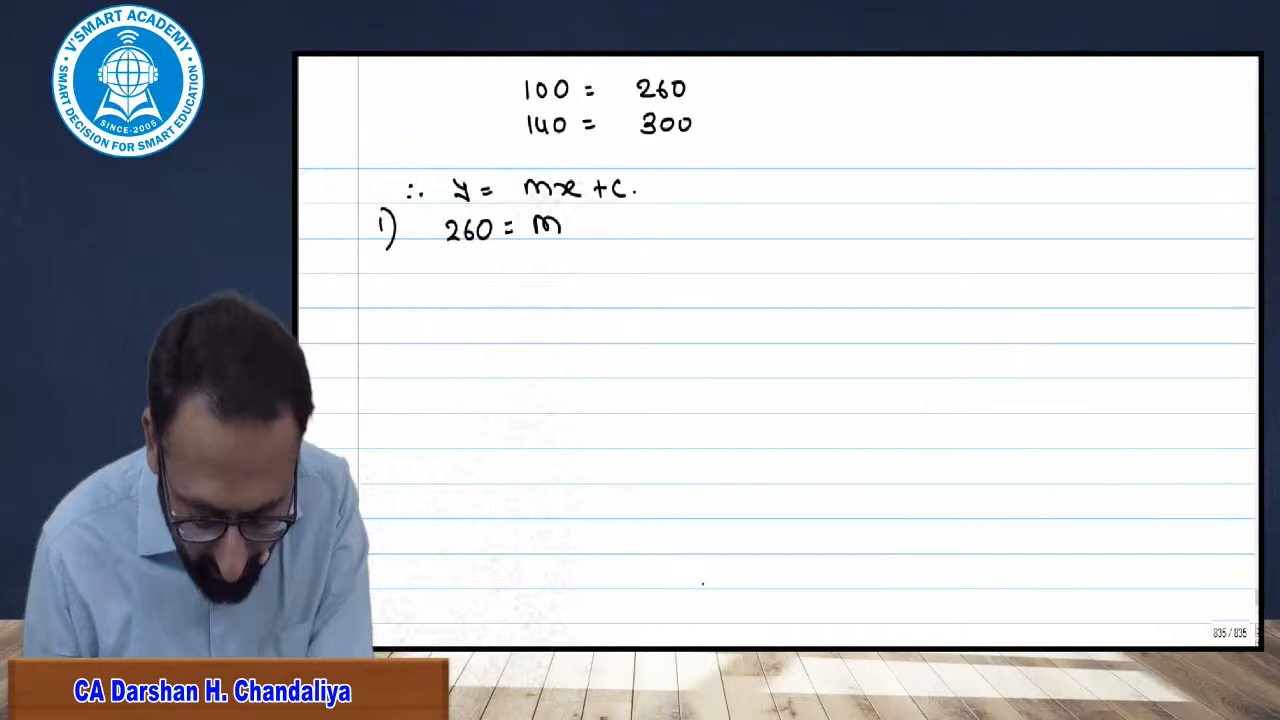 V'SMART ACADEMY
SMART DECISION FOR SMART EDUCATION
SINCE-2005
100 = 260
140 = 300
∴ y = mx + c.
1) 260 = m
835 / 835
CA Darshan H. Chandaliya